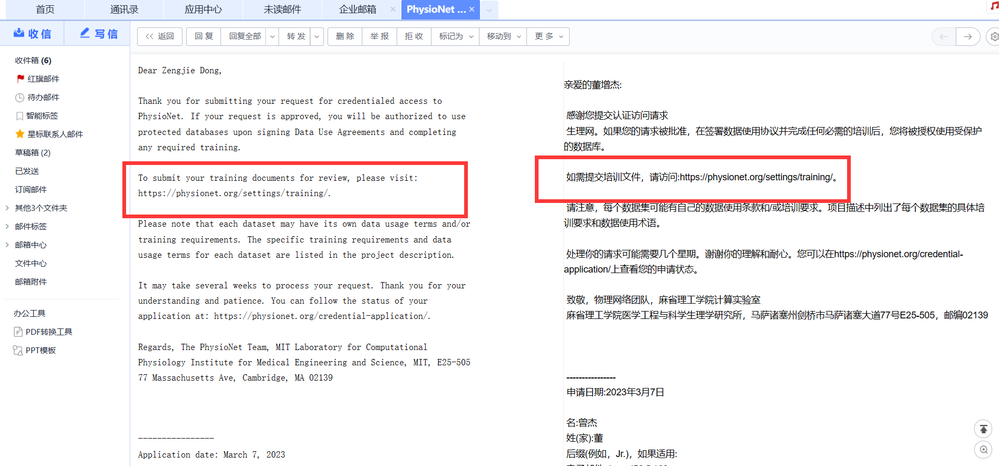 首页 通讯录 应用中心 未读邮件 企业邮箱 PhysioNet ...
收信 写信
返回 回复 回复全部 转发 删除 举报 拒收 标记为 移动到 更多
收件箱 (6)
红旗邮件
待办邮件
智能标签
星标联系人邮件
草稿箱 (2)
已发送
订阅邮件
其他3个文件夹
邮件标签
邮箱中心
文件中心
邮箱附件
办公工具
PDF转换工具
PPT模板
Dear Zengjie Dong,
Thank you for submitting your request for credentialed access to
PhysioNet. If your request is approved, you will be authorized to use
protected databases upon signing Data Use Agreements and completing
any required training.
To submit your training documents for review, please visit:
https://physionet.org/settings/training/.
Please note that each dataset may have its own data usage terms and/or
training requirements. The specific training requirements and data
usage terms for each dataset are listed in the project description.
It may take several weeks to process your request. Thank you for your
understanding and patience. You can follow the status of your
application at: https://physionet.org/credential-application/.
Regards, The PhysioNet Team, MIT Laboratory for Computational
Physiology Institute for Medical Engineering and Science, MIT, E25-505
77 Massachusetts Ave, Cambridge, MA 02139
----------------
Application date: March 7, 2023
亲爱的董增杰:
感谢您提交认证访问请求
生理网。如果您的请求被批准，在签署数据使用协议并完成任何必需的培训后，您将被授权使用受保护
的数据库。
如需提交培训文件，请访问:https://physionet.org/settings/training/。
请注意，每个数据集可能有自己的数据使用条款和/或培训要求。项目描述中列出了每个数据集的具体培
训要求和数据使用术语。
处理你的请求可能需要几个星期。谢谢你的理解和耐心。您可以在https://physionet.org/credential-
application/上查看您的申请状态。
致敬，物理网络团队，麻省理工学院计算实验室
麻省理工学院医学工程与科学生理学研究所，马萨诸塞州剑桥市马萨诸塞大道77号E25-505，邮编02139
----------------
申请日期:2023年3月7日
名:曾杰
姓(家):董
后缀(例如，Jr.)，如果适用: